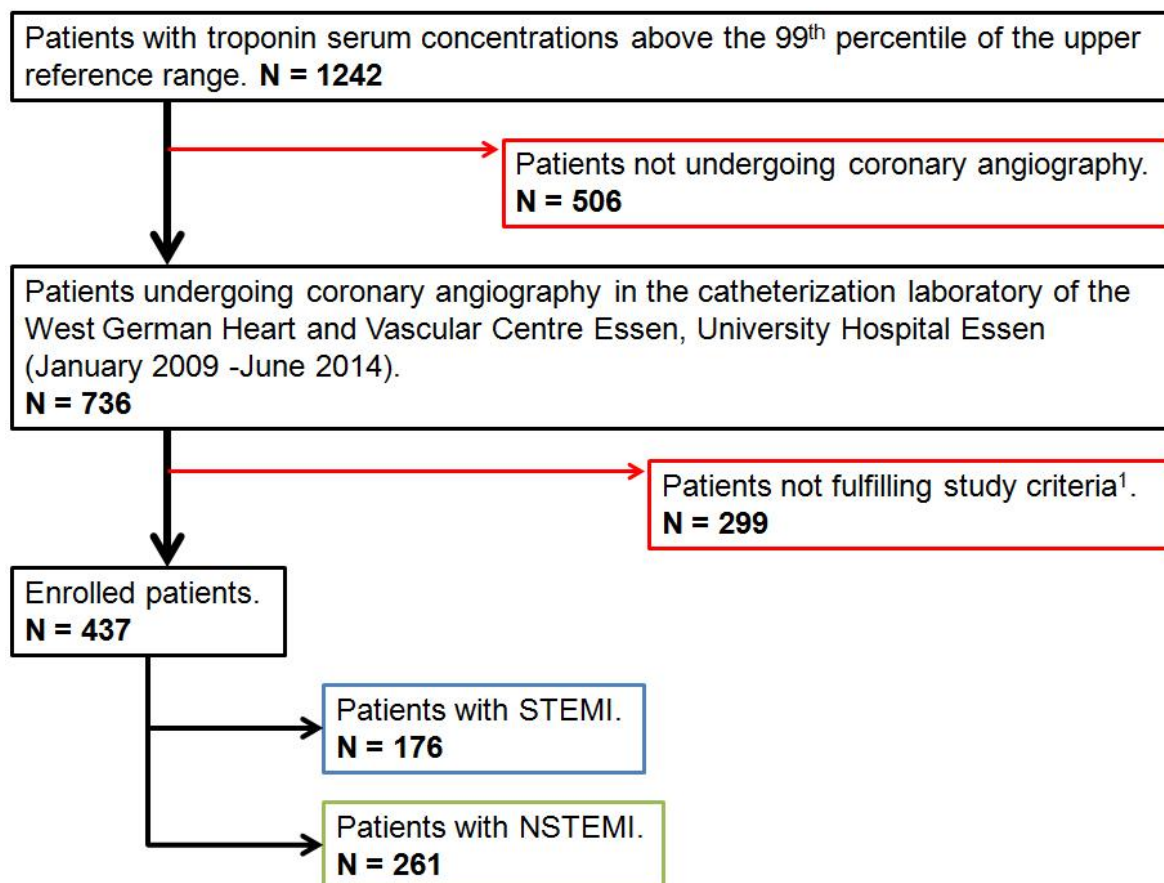 Patients with troponin serum concentrations above the 99th percentile of the upper
reference range. N = 1242
Patients not undergoing coronary angiography.
N = 506
Patients undergoing coronary angiography in the catheterization laboratory of the
West German Heart and Vascular Centre Essen, University Hospital Essen
(January 2009 -June 2014).
N = 736
Patients not fulfilling study criteria¹.
N = 299
Enrolled patients.
N = 437
Patients with STEMI.
N = 176
Patients with NSTEMI.
N = 261